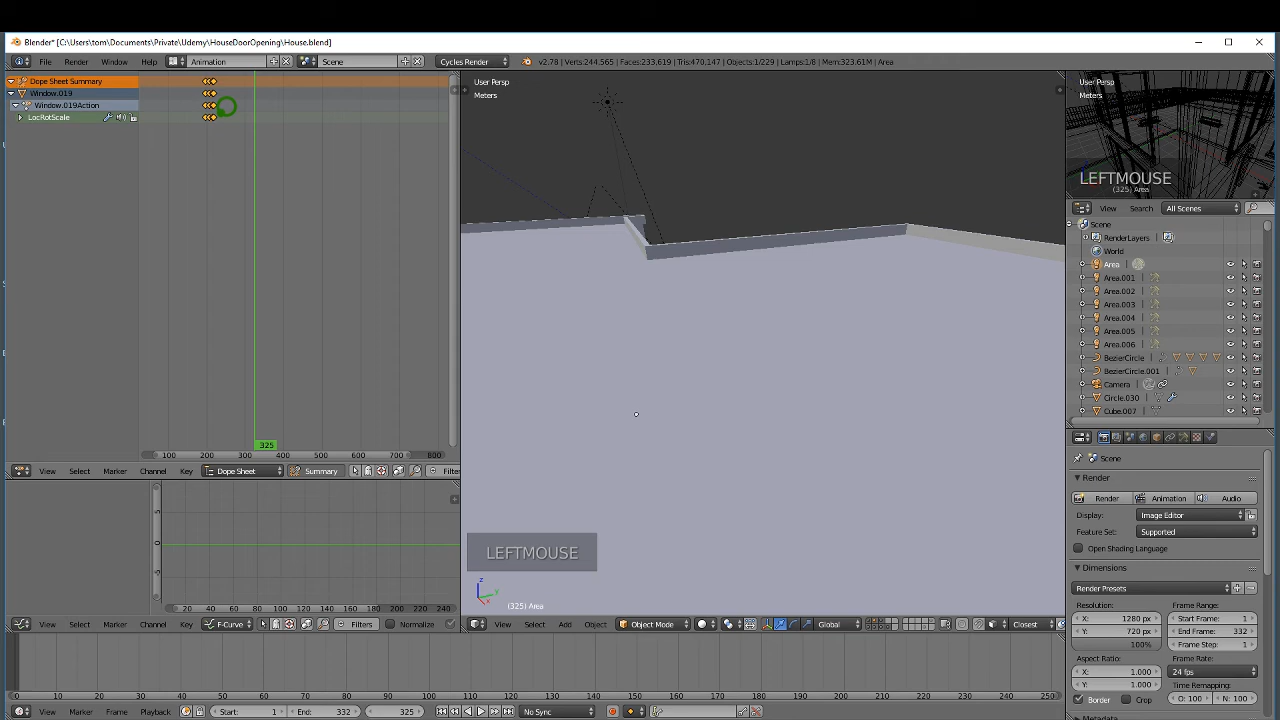 Blender* [C:\Users\tom\Documents\Private\Udemy\HouseDoorOpening\House.blend]
File Render Window Help Animation Scene Cycles Render v2.78 | Verts:244,565 | Faces:233,619 | Tris:470,147 | Objects:1/229 | Lamps:1/8 | Mem:323.61M | Area
Dope Sheet Summary
Window.019
Window.019Action
LocRotScale
325
100 200 300 400 500 600 700 800
View Select Marker Channel Key Dope Sheet Summary Filter
5
0
-5
20 40 60 80 100 120 140 160 180 200 220 240
View Select Marker Channel Key F-Curve Filters Normalize
User Persp
Meters
LEFTMOUSE
z
y
x
(325) Area
View Select Add Object Object Mode Global Closest
User Persp
Meters
LEFTMOUSE
(325) Area
View Search All Scenes
Scene
RenderLayers
World
Area
Area.001
Area.002
Area.003
Area.004
Area.005
Area.006
BezierCircle
BezierCircle.001
Camera
Circle.030
Cube.007
Scene
Render
Render Animation Audio
Display: Image Editor
Feature Set: Supported
Open Shading Language
Dimensions
Render Presets
Resolution: Frame Range:
X: 1280 px Start Frame: 1
Y: 720 px End Frame: 332
100% Frame Step: 1
Aspect Ratio: Frame Rate:
X: 1.000 24 fps
Y: 1.000 Time Remapping:
Border Crop O: 100 N: 100
Metadata
0 10 20 30 40 50 60 70 80 90 100 110 120 130 140 150 160 170 180 190 200 210 220 230 240 250
View Marker Frame Playback Start: 1 End: 332 325 No Sync